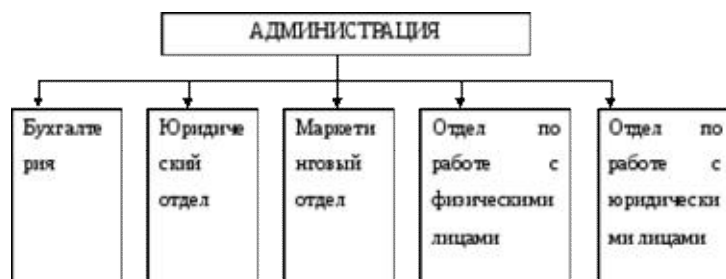 АДМИНИСТРАЦИЯ
Бухгалте
рия
Юридиче
ский
отдел
Маркети
нговый
отдел
Отдел по
работе с
физическими
лицами
Отдел по
работе с
юридически
ми лицами